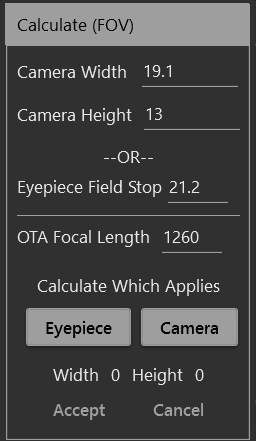 Calculate (FOV)
Camera Width 19.1
Camera Height 13
--OR--
Eyepiece Field Stop 21.2
OTA Focal Length 1260
Calculate Which Applies
Eyepiece Camera
Width 0 Height 0
Accept Cancel